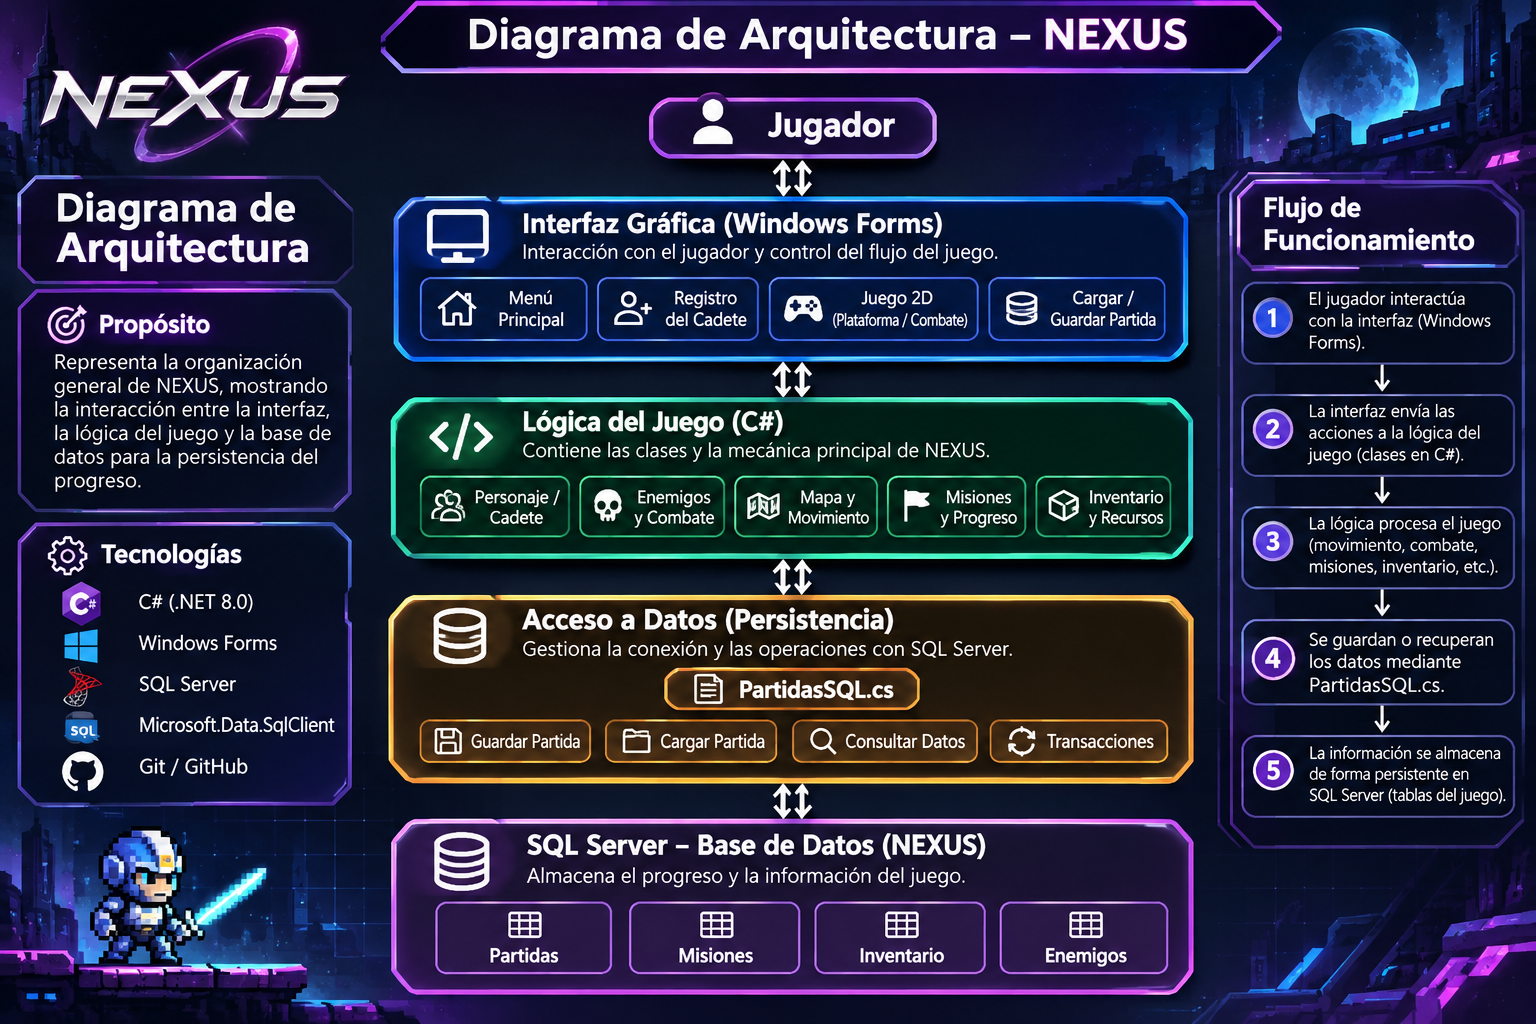 NEXUS
Diagrama de Arquitectura – NEXUS
Diagrama de
Arquitectura
Propósito
Representa la organización
general de NEXUS, mostrando
la interacción entre la interfaz,
la lógica del juego y la base de
datos para la persistencia del
progreso.
Tecnologías
C#
C# (.NET 8.0)
Windows Forms
SQL Server
SQL
Microsoft.Data.SqlClient
Git / GitHub
Jugador
Interfaz Gráfica (Windows Forms)
Interacción con el jugador y control del flujo del juego.
Menú
Principal
Registro
del Cadete
Juego 2D
(Plataforma / Combate)
Cargar /
Guardar Partida
</>
Lógica del Juego (C#)
Contiene las clases y la mecánica principal de NEXUS.
Personaje /
Cadete
Enemigos
y Combate
Mapa y
Movimiento
Misiones
y Progreso
Inventario
y Recursos
Acceso a Datos (Persistencia)
Gestiona la conexión y las operaciones con SQL Server.
PartidasSQL.cs
Guardar Partida
Cargar Partida
Consultar Datos
Transacciones
SQL Server – Base de Datos (NEXUS)
Almacena el progreso y la información del juego.
Partidas
Misiones
Inventario
Enemigos
Flujo de
Funcionamiento
1
El jugador interactúa
con la interfaz (Windows
Forms).
2
La interfaz envía las
acciones a la lógica del
juego (clases en C#).
3
La lógica procesa el juego
(movimiento, combate,
misiones, inventario, etc.).
4
Se guardan o recuperan
los datos mediante
PartidasSQL.cs.
5
La información se almacena
de forma persistente en
SQL Server (tablas del juego).